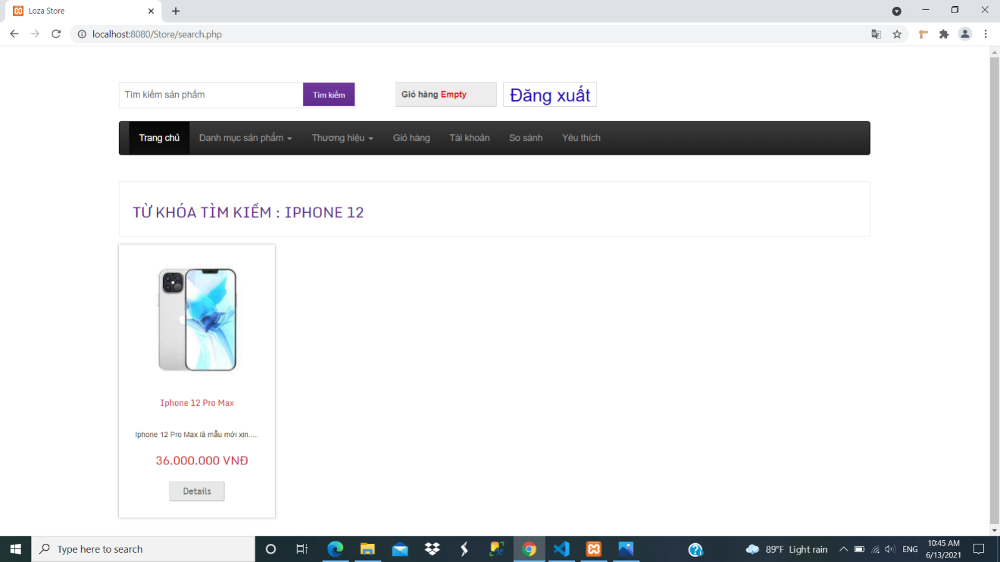 Loza Store
localhost:8080/Store/search.php
Tìm kiếm sản phẩm
Tìm kiếm
Giỏ hàng Empty
Đăng xuất
Trang chủ Danh mục sản phẩm Thương hiệu Giỏ hàng Tài khoản So sánh Yêu thích
TỪ KHÓA TÌM KIẾM : IPHONE 12
Iphone 12 Pro Max
Iphone 12 Pro Max là mẫu mới xịn.....
36.000.000 VNĐ
Details
Type here to search
89°F Light rain
ENG
10:45 AM
6/13/2021